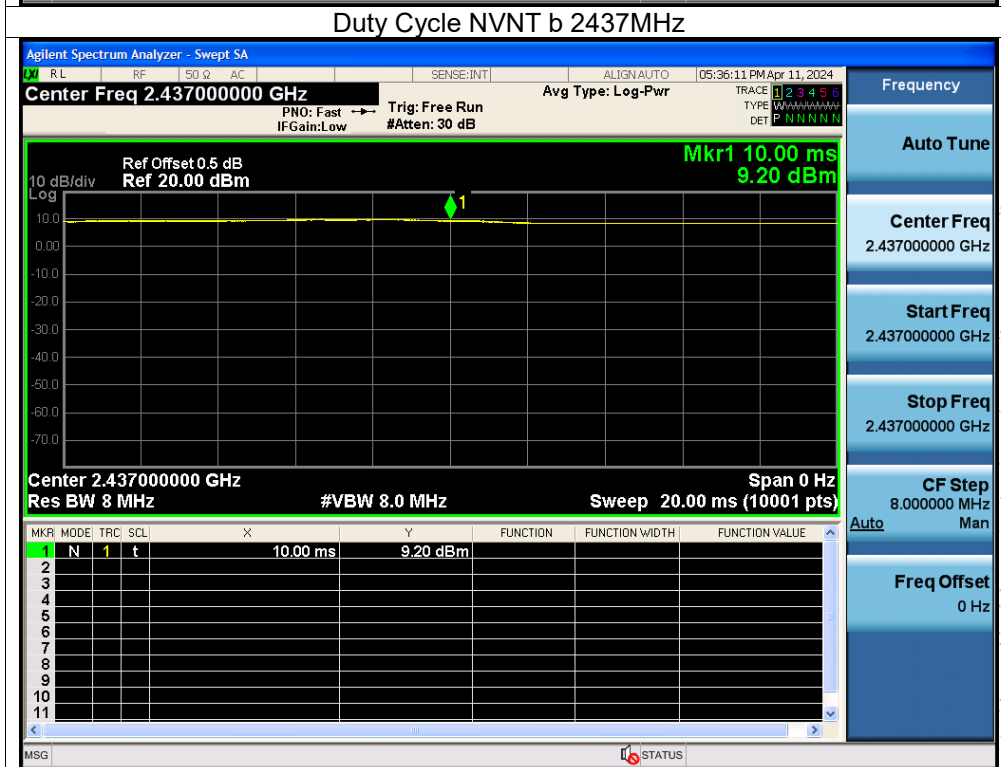 Duty Cycle NVNT b 2437MHz
Agilent Spectrum Analyzer - Swept SA
LXI RL RF 50 Ω AC SENSE:INT ALIGN AUTO 05:36:11 PM Apr 11, 2024
Center Freq 2.437000000 GHz
PNO: Fast
IFGain:Low
Trig: Free Run
#Atten: 30 dB
Avg Type: Log-Pwr
TRACE 1 2 3 4 5 6
TYPE WWWWWW
DET P N N N N N
Ref Offset 0.5 dB
10 dB/div Ref 20.00 dBm
Log
Mkr1 10.00 ms
9.20 dBm
1
10.0
0.00
-10.0
-20.0
-30.0
-40.0
-50.0
-60.0
-70.0
Center 2.437000000 GHz Span 0 Hz
Res BW 8 MHz #VBW 8.0 MHz Sweep 20.00 ms (10001 pts)
MKR MODE TRC SCL X Y FUNCTION FUNCTION WIDTH FUNCTION VALUE
1 N 1 t 10.00 ms 9.20 dBm
2
3
4
5
6
7
8
9
10
11
MSG STATUS
Frequency
Auto Tune
Center Freq
2.437000000 GHz
Start Freq
2.437000000 GHz
Stop Freq
2.437000000 GHz
CF Step
8.000000 MHz
Auto Man
Freq Offset
0 Hz